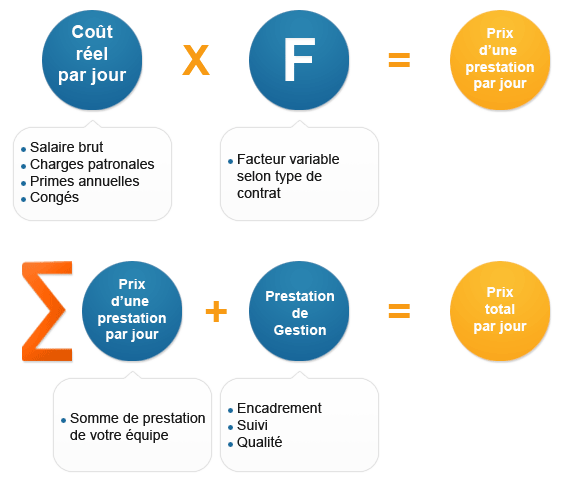 Coût
réel
par jour
X
F
=
Prix
d'une
prestation
par jour
• Salaire brut
• Charges patronales
• Primes annuelles
• Congés
• Facteur variable
selon type de
contrat
∑
Prix
d'une
prestation
par jour
+
Prestation
de
Gestion
=
Prix
total
par jour
• Somme de prestation
de votre équipe
• Encadrement
• Suivi
• Qualité